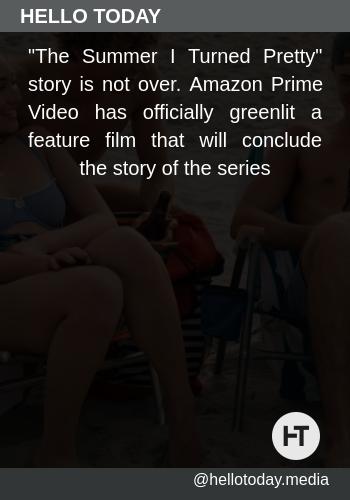 HELLO TODAY
"The Summer I Turned Pretty"
story is not over. Amazon Prime
Video has officially greenlit a
feature film that will conclude
the story of the series
HT
@hellotoday.media